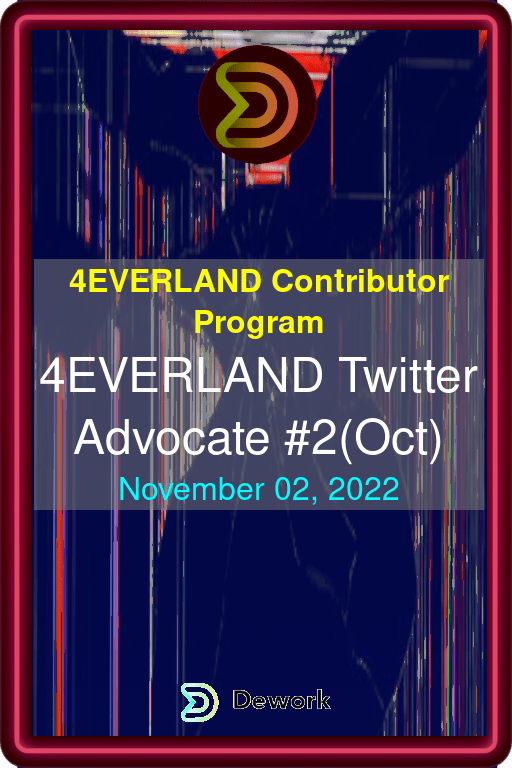 4EVERLAND Contributor
Program
4EVERLAND Twitter
Advocate #2(Oct)
November 02, 2022
Dework